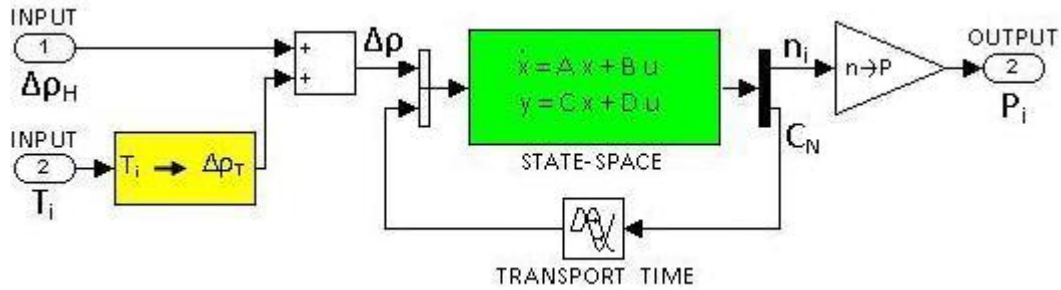 INPUT
1
Δρ_H
+
+
Δρ
INPUT
2
T_i
T_i → Δρ_T
ẋ = A x + B u
y = C x + D u
STATE-SPACE
n_i
C_N
n→P
OUTPUT
2
P_i
TRANSPORT TIME